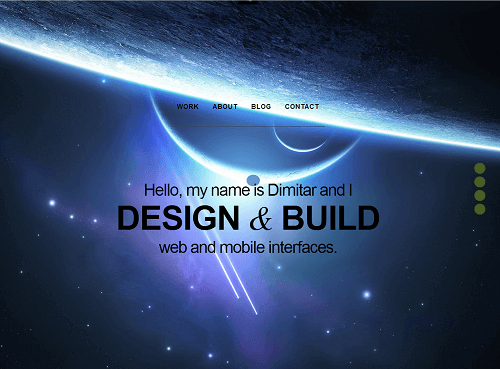 WORK ABOUT BLOG CONTACT
Hello, my name is Dimitar and I
DESIGN & BUILD
web and mobile interfaces.